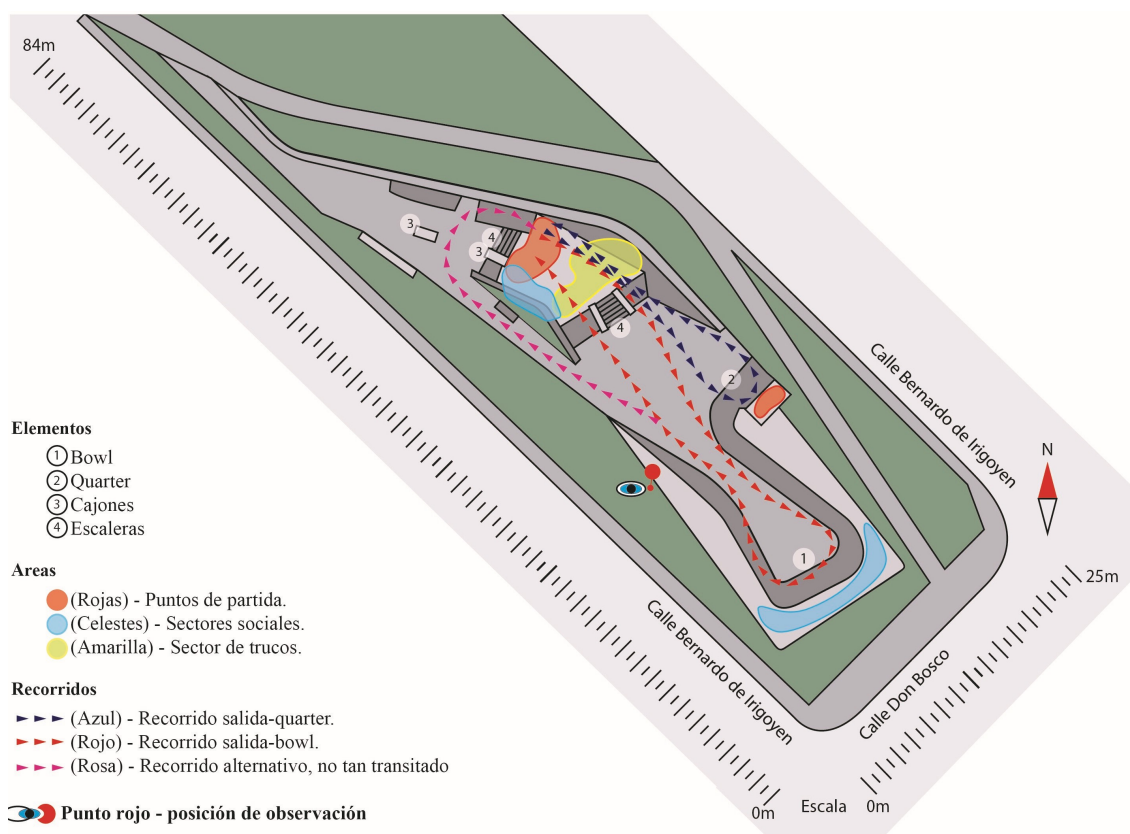 84m
3
4
3
4
2
1
Calle Bernardo de Irigoyen
N
25m
Calle Bernardo de Irigoyen
Calle Don Bosco
0m
Escala
0m
Elementos
1 Bowl
2 Quarter
3 Cajones
4 Escaleras
Areas
(Rojas) - Puntos de partida.
(Celestes) - Sectores sociales.
(Amarilla) - Sector de trucos.
Recorridos
(Azul) - Recorrido salida-quarter.
(Rojo) - Recorrido salida-bowl.
(Rosa) - Recorrido alternativo, no tan transitado
Punto rojo - posición de observación